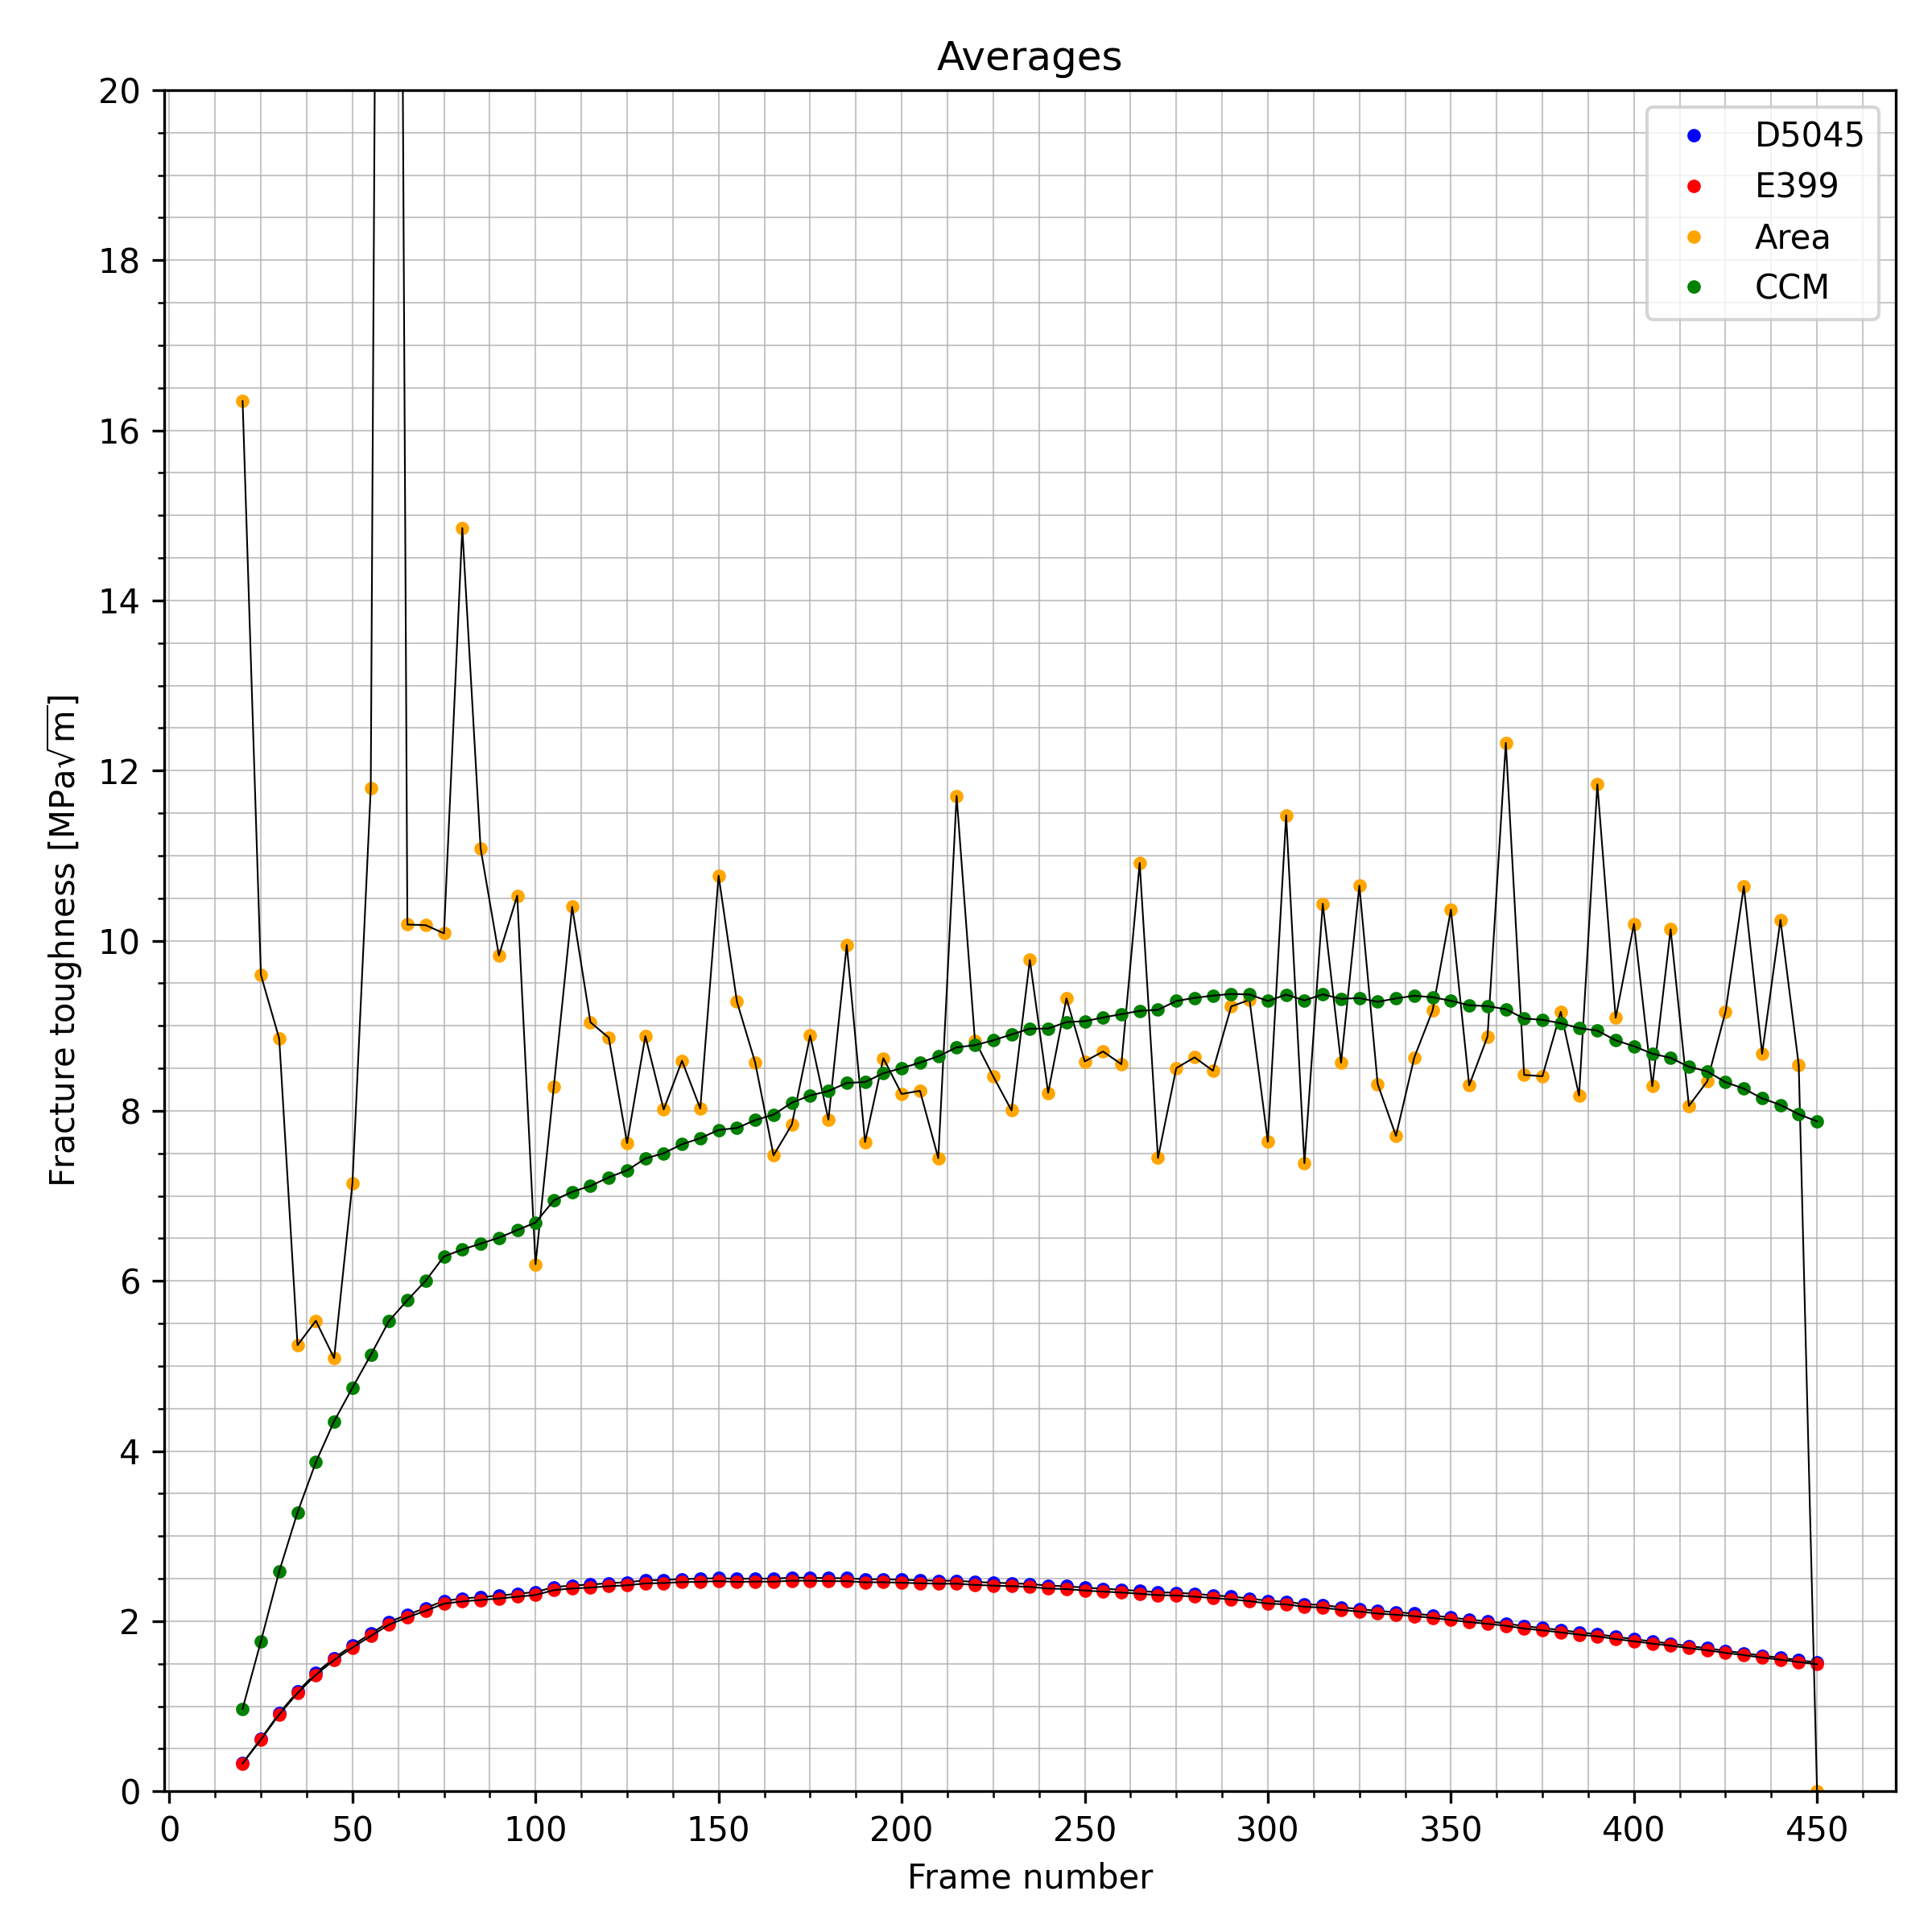 Averages
20
18
16
14
12
10
8
6
4
2
0
Fracture toughness [MPa√m]
D5045
E399
Area
CCM
0 50 100 150 200 250 300 350 400 450
Frame number